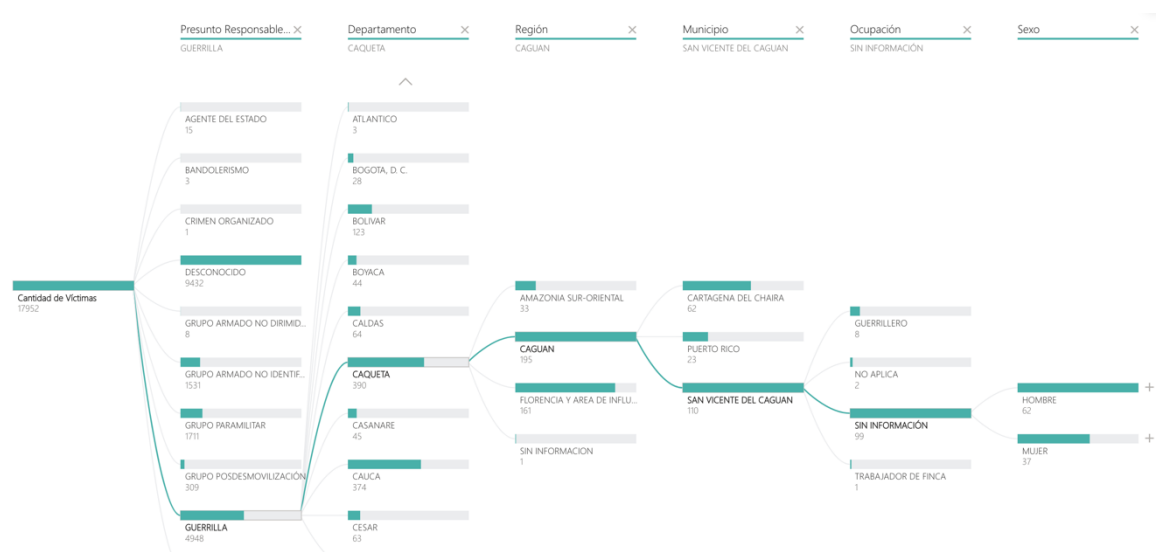 Presunto Responsable...
GUERRILLA
Departamento
CAQUETA
Región
CAGUAN
Municipio
SAN VICENTE DEL CAGUAN
Ocupación
SIN INFORMACIÓN
Sexo
Cantidad de Víctimas
17952
AGENTE DEL ESTADO
15
BANDOLERISMO
3
CRIMEN ORGANIZADO
1
DESCONOCIDO
9432
GRUPO ARMADO NO DIRIMID...
8
GRUPO ARMADO NO IDENTIF...
1531
GRUPO PARAMILITAR
1711
GRUPO POSDESMOVILIZACIÓN
309
GUERRILLA
4948
ATLANTICO
3
BOGOTA, D. C.
28
BOLIVAR
123
BOYACA
44
CALDAS
64
CAQUETA
390
CASANARE
45
CAUCA
374
CESAR
63
AMAZONIA SUR-ORIENTAL
33
CAGUAN
195
FLORENCIA Y AREA DE INFLU...
161
SIN INFORMACION
1
CARTAGENA DEL CHAIRA
62
PUERTO RICO
23
SAN VICENTE DEL CAGUAN
110
GUERRILLERO
8
NO APLICA
2
SIN INFORMACIÓN
99
TRABAJADOR DE FINCA
1
HOMBRE
62
MUJER
37